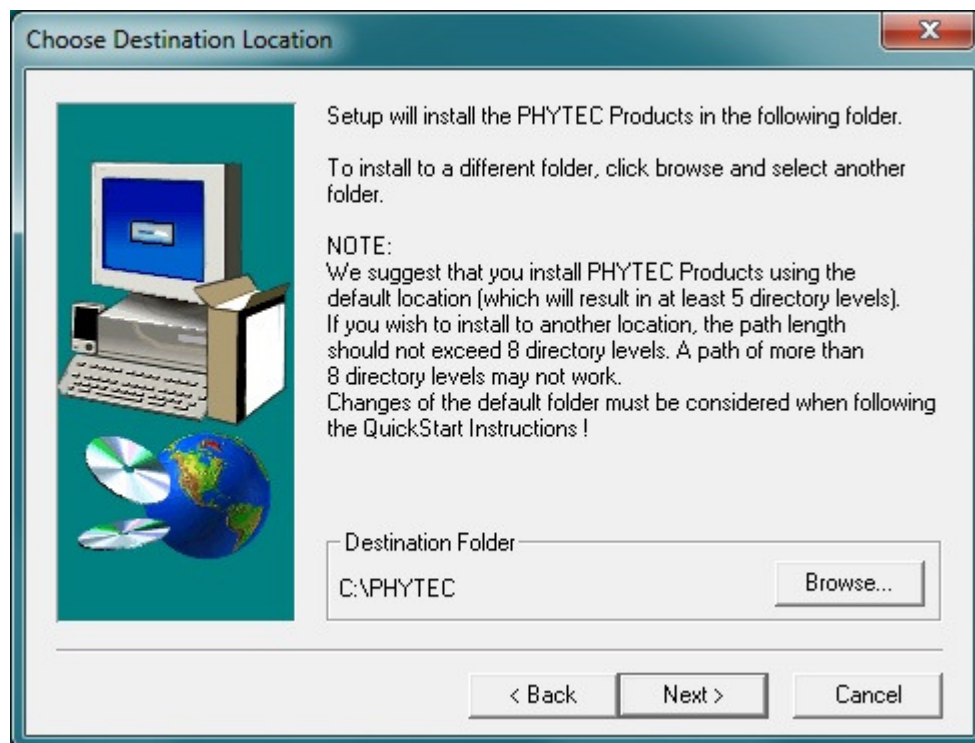 Choose Destination Location
Setup will install the PHYTEC Products in the following folder.
To install to a different folder, click browse and select another
folder.
NOTE:
We suggest that you install PHYTEC Products using the
default location (which will result in at least 5 directory levels).
If you wish to install to another location, the path length
should not exceed 8 directory levels. A path of more than
8 directory levels may not work.
Changes of the default folder must be considered when following
the QuickStart Instructions !
Destination Folder
C:\PHYTEC
Browse...
< Back
Next >
Cancel